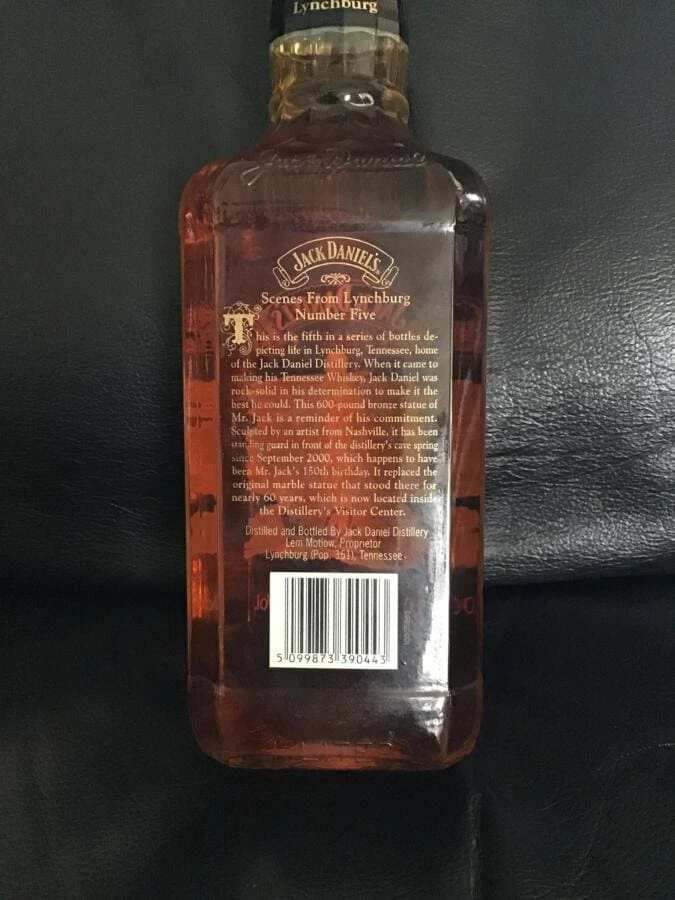 Lynchburg
Jack Daniel's
JACK DANIEL'S
Scenes From Lynchburg
Number Five
This is the fifth in a series of bottles de-
picting life in Lynchburg, Tennessee, home
of the Jack Daniel Distillery. When it came to
making his Tennessee Whiskey, Jack Daniel was
rock-solid in his determination to make it the
best he could. This 600-pound bronze statue of
Mr. Jack is a reminder of his commitment.
Sculpted by an artist from Nashville, it has been
standing guard in front of the distillery's cave spring
since September 2000, which happens to have
been Mr. Jack's 150th birthday. It replaced the
original marble statue that stood there for
nearly 60 years, which is now located inside
the Distillery's Visitor Center.
Distilled and Bottled By Jack Daniel Distillery
Lem Motlow, Proprietor
Lynchburg (Pop. 361), Tennessee
5 099873 390443